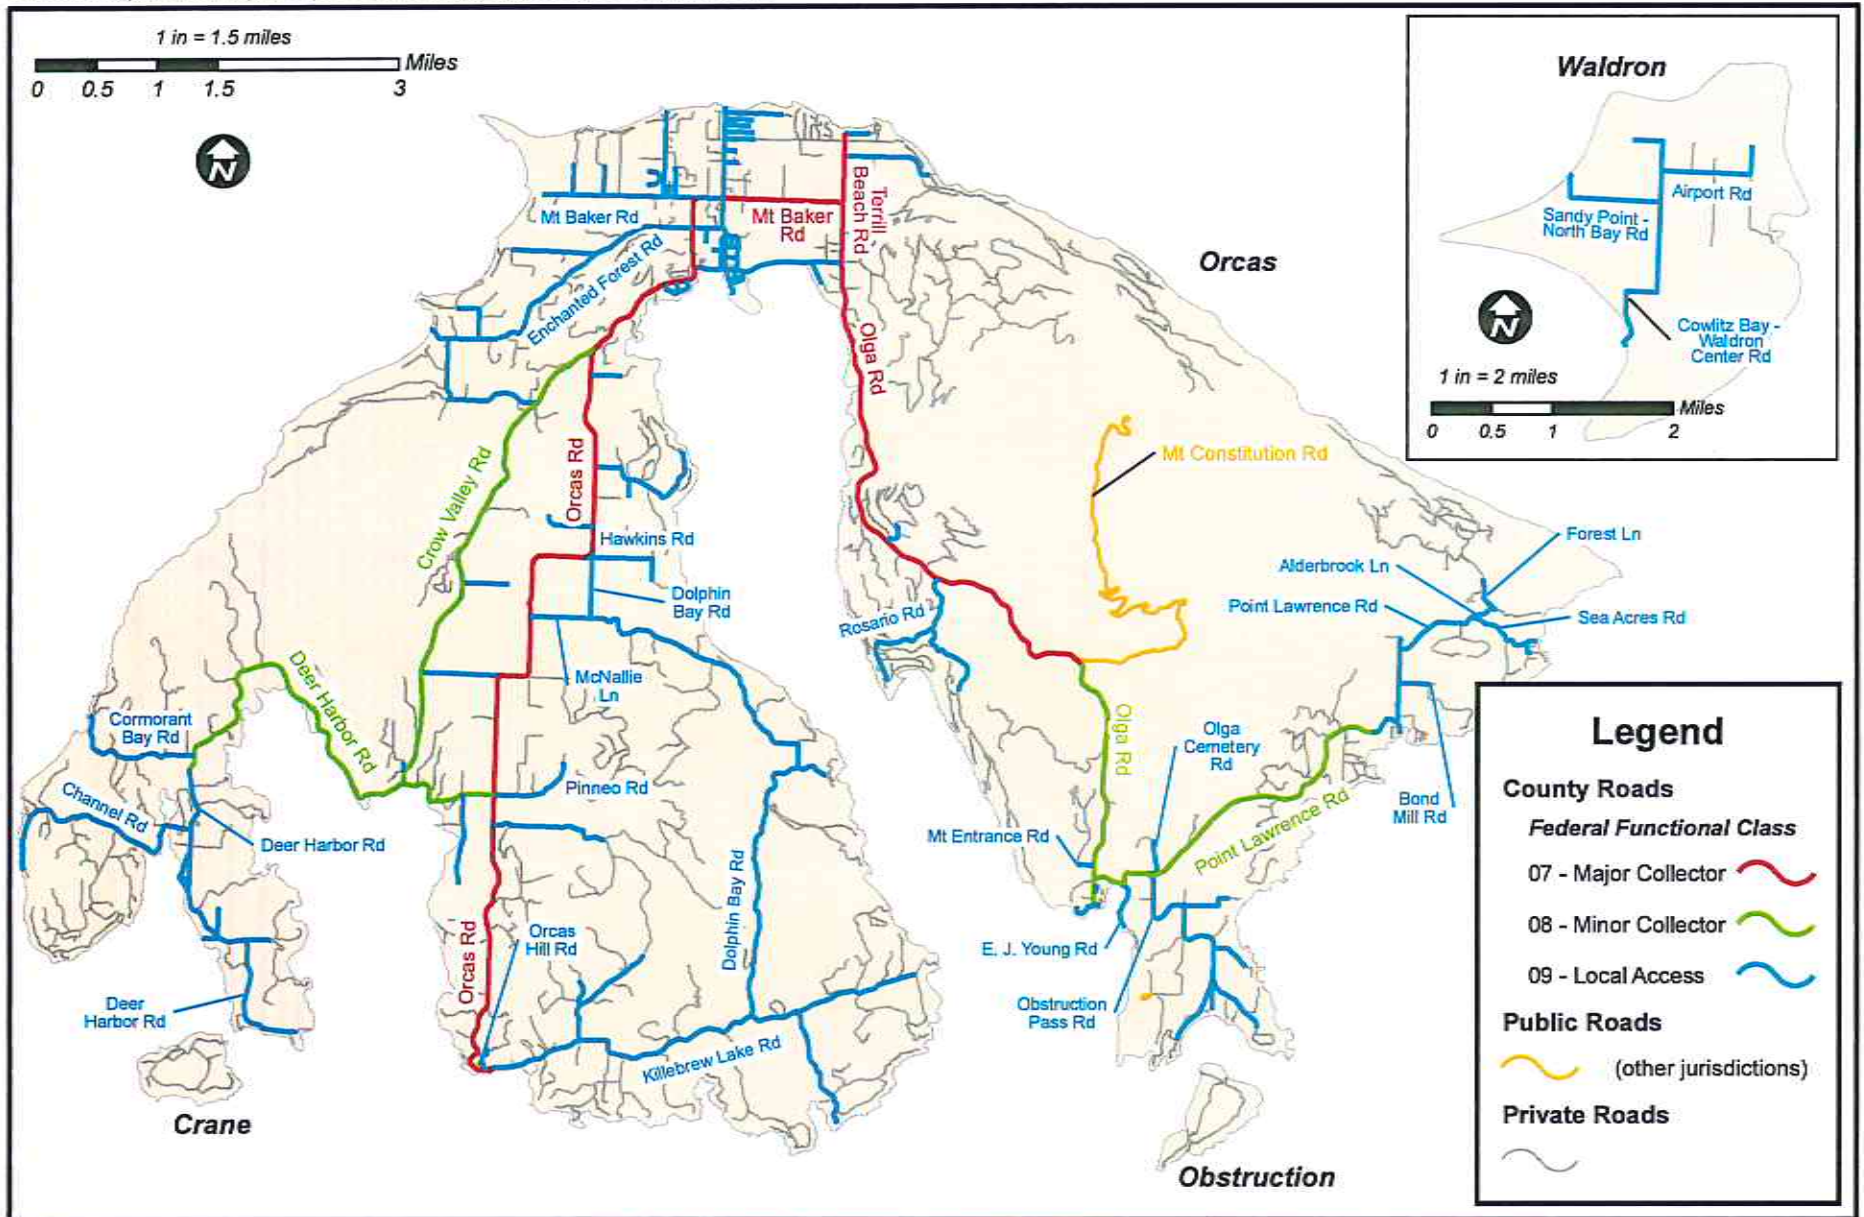 1 in = 1.5 miles
Miles
0 0.5 1 1.5 3
N
Waldron
Airport Rd
Sandy Point -
North Bay Rd
N
Cowlitz Bay -
Waldron
Center Rd
1 in = 2 miles
Miles
0 0.5 1 2
Orcas
Mt Baker Rd
Mt Baker
Rd
Terrill
Beach Rd
Enchanted Forest Rd
Olga Rd
Crow Valley Rd
Orcas Rd
Mt Constitution Rd
Hawkins Rd
Dolphin
Bay Rd
Forest Ln
Alderbrook Ln
Point Lawrence Rd
Sea Acres Rd
Rosario Rd
McNallie
Ln
Deer Harbor Rd
Cormorant
Bay Rd
Channel Rd
Deer Harbor Rd
Pinneo Rd
Olga Rd
Olga
Cemetery
Rd
Mt Entrance Rd
Point Lawrence Rd
Bond
Mill Rd
Dolphin Bay Rd
Orcas Rd
Orcas
Hill Rd
E. J. Young Rd
Obstruction
Pass Rd
Deer
Harbor Rd
Killebrew Lake Rd
Crane
Obstruction
Legend
County Roads
Federal Functional Class
07 - Major Collector
08 - Minor Collector
09 - Local Access
Public Roads
(other jurisdictions)
Private Roads